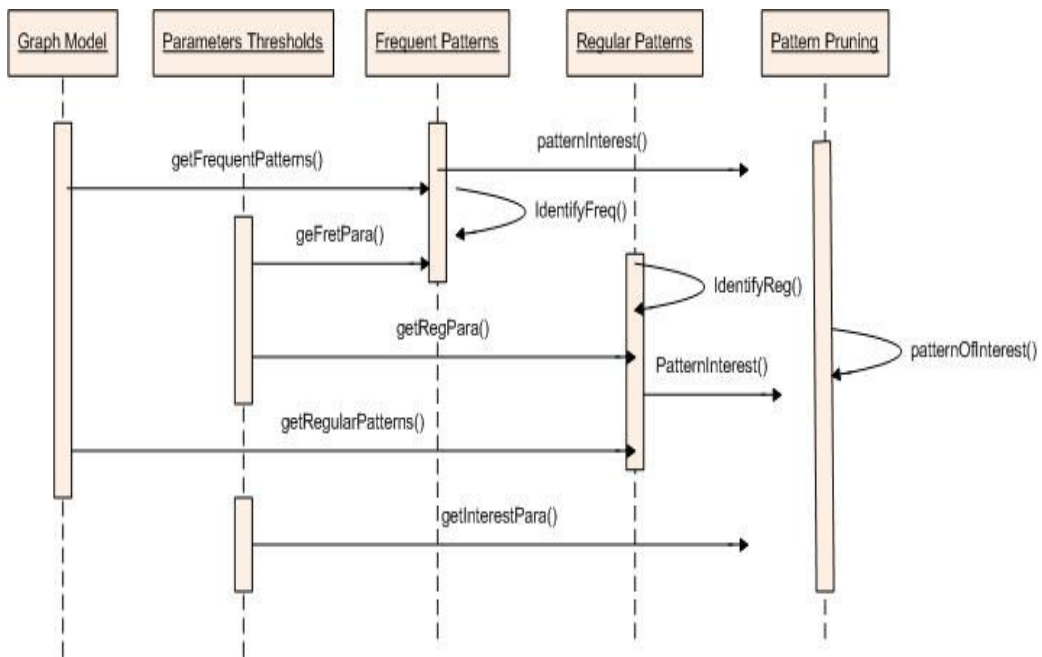 Graph Model
Parameters Thresholds
Frequent Patterns
Regular Patterns
Pattern Pruning
patternInterest()
getFrequentPatterns()
IdentifyFreq()
geFretPara()
IdentifyReg()
getRegPara()
patternOfInterest()
PatternInterest()
getRegularPatterns()
getInterestPara()